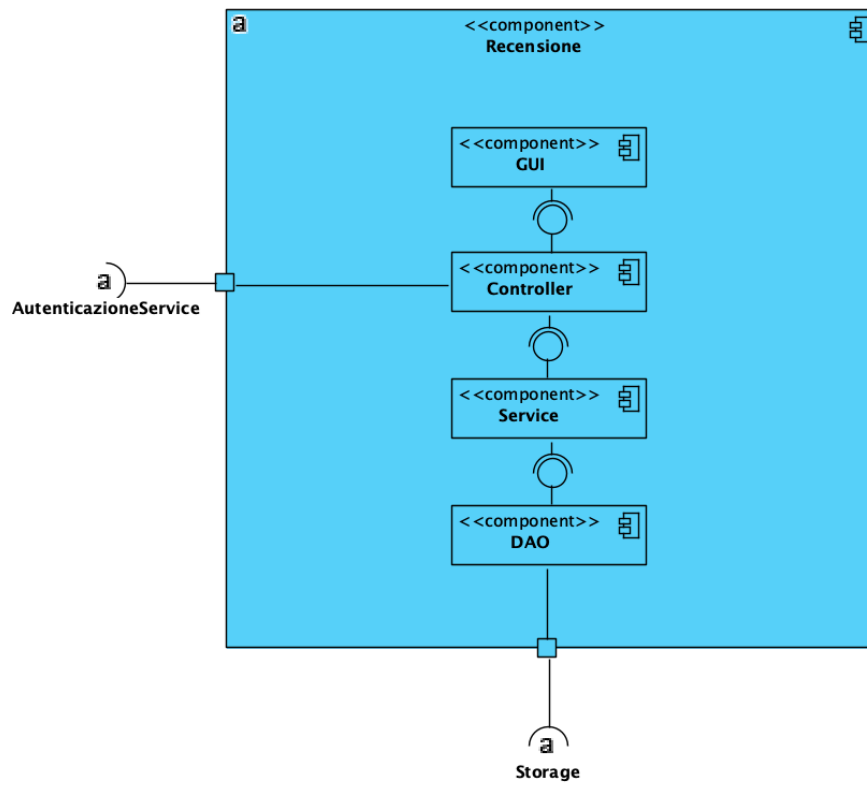 a
<<component>>
Recensione
<<component>>
GUI
<<component>>
Controller
a
AutenticazioneService
<<component>>
Service
<<component>>
DAO
a
Storage